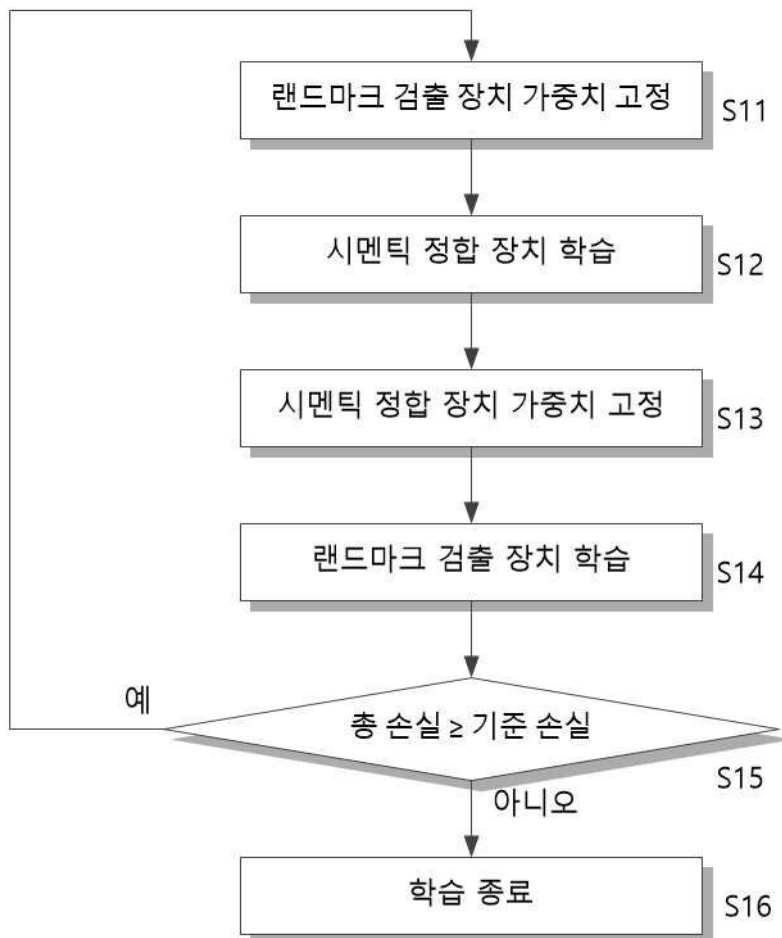 랜드마크 검출 장치 가중치 고정
S11
시멘틱 정합 장치 학습
S12
시멘틱 정합 장치 가중치 고정
S13
랜드마크 검출 장치 학습
S14
예
총 손실 ≥ 기준 손실
S15
아니오
학습 종료
S16